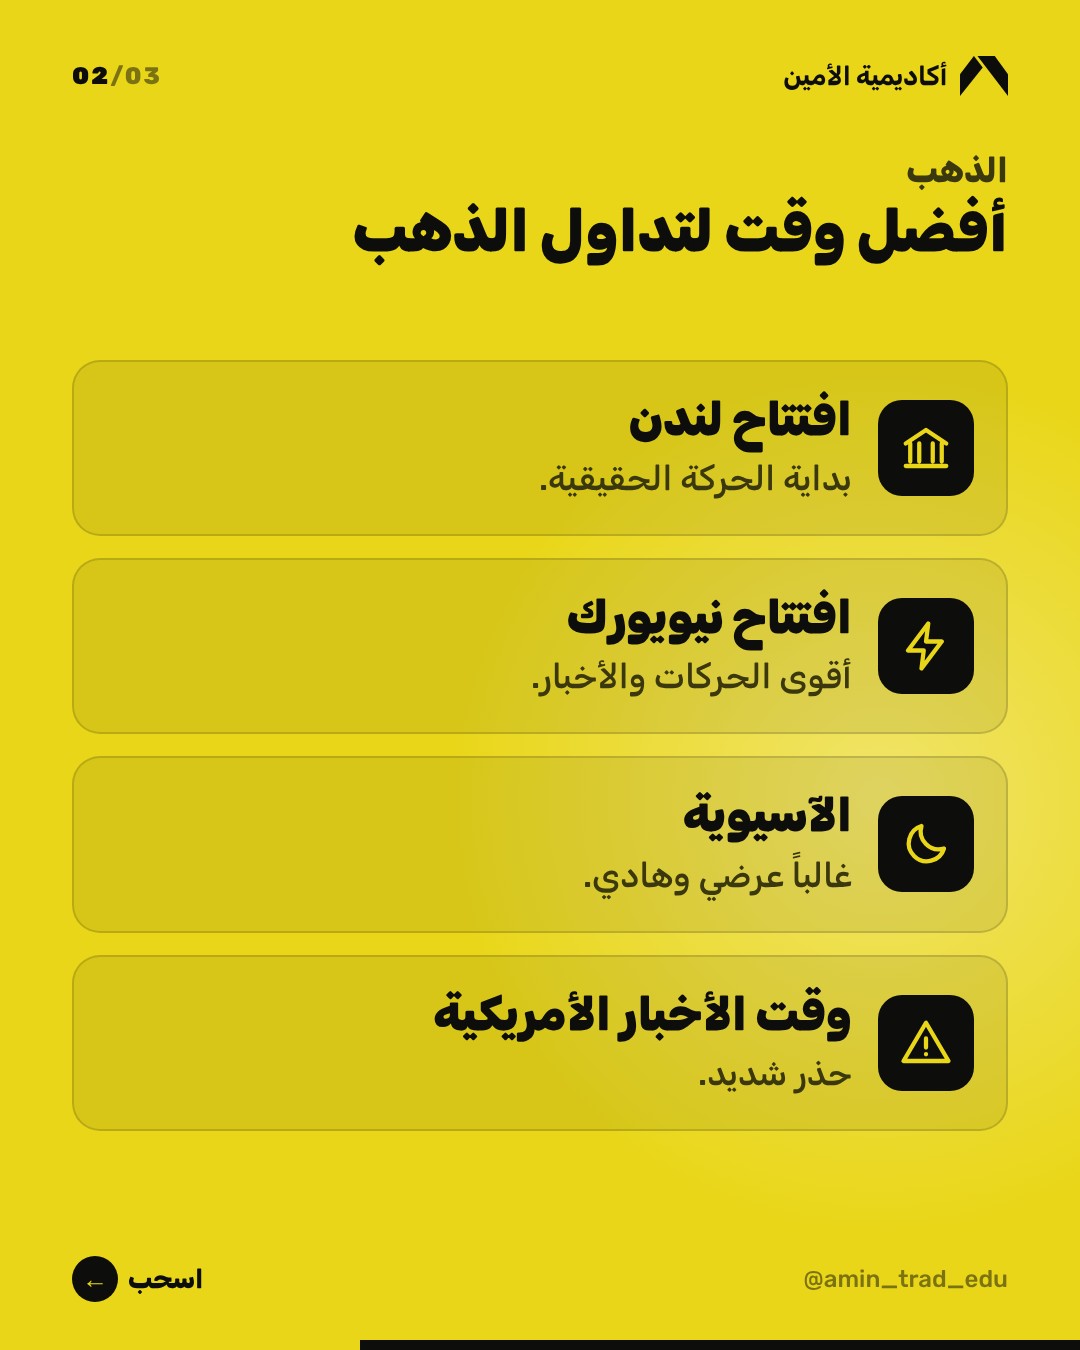 أكاديمية الأمين
02/03
الذهب
أفضل وقت لتداول الذهب
افتتاح لندن
بداية الحركة الحقيقية.
افتتاح نيويورك
أقوى الحركات والأخبار.
الآسيوية
غالباً عرضي وهادي.
وقت الأخبار الأمريكية
حذر شديد.
@amin_trad_edu
اسحب ←